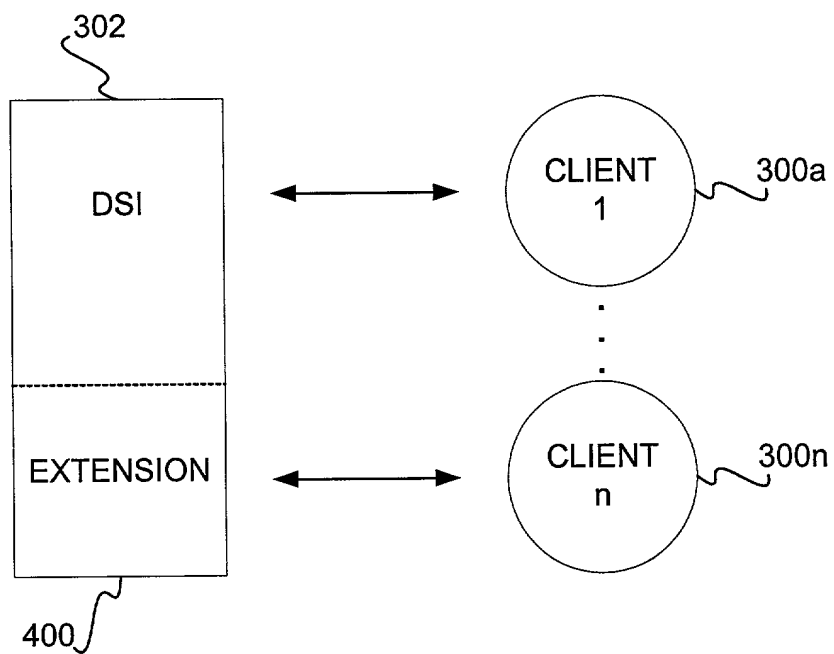 302
DSI
CLIENT
1
300a
EXTENSION
CLIENT
n
300n
400